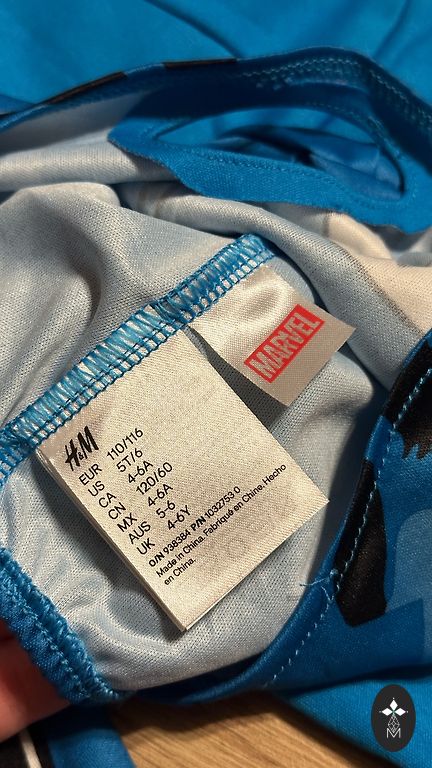 MARVEL
H&M
EUR 110/116
US 5T/6
CA 4-6A
CN 120/60
MX 4-6A
AUS 5-6
UK 4-6Y
O/N 938384 P/N 1032753.0
Made in China. Fabriqué en Chine. Hecho
en China.